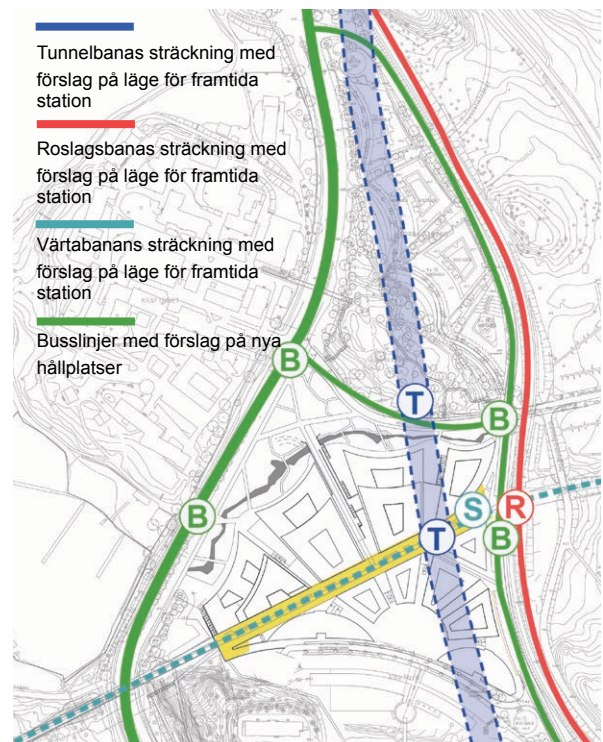 Tunnelbanas sträckning med
förslag på läge för framtida
station
Roslagsbanas sträckning med
förslag på läge för framtida
station
Värtabanans sträckning med
förslag på läge för framtida
station
Busslinjer med förslag på nya
hållplatser
B
T
B
B
S
R
T
B